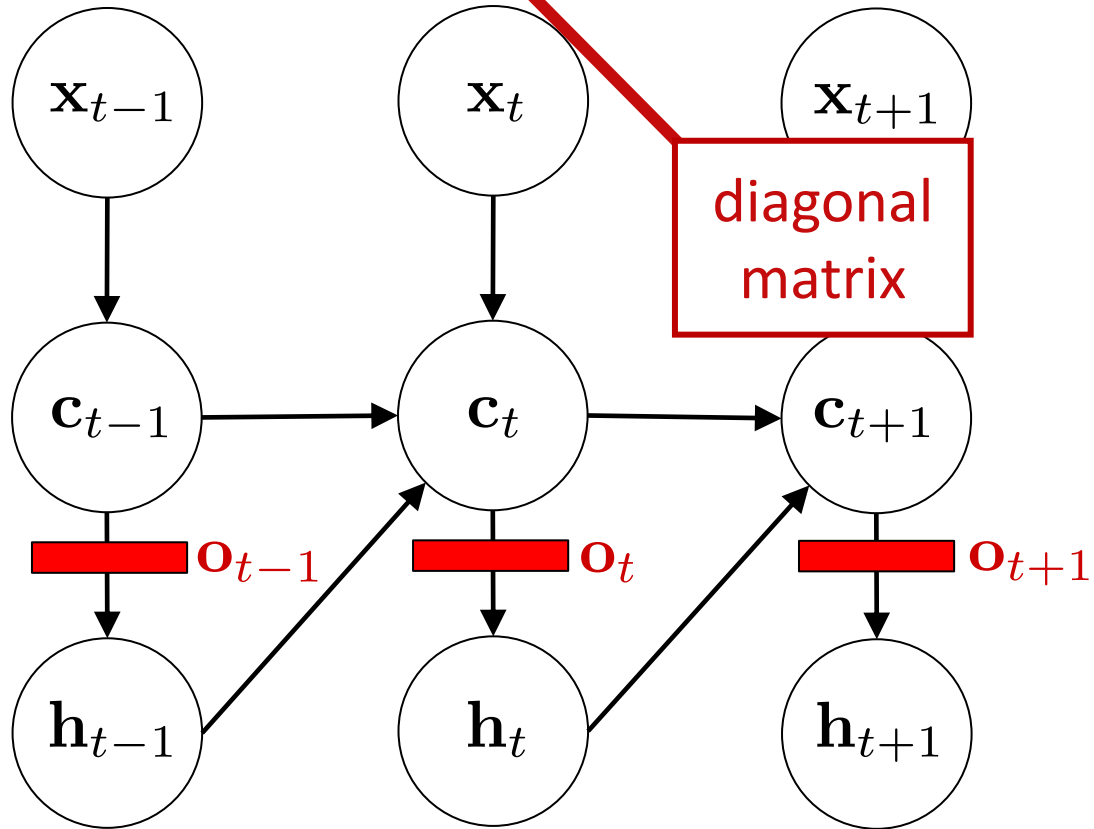 x_{t−1} x_t x_{t+1}
diagonal
matrix
c_{t−1} c_t c_{t+1}
o_{t−1} o_t o_{t+1}
h_{t−1} h_t h_{t+1}